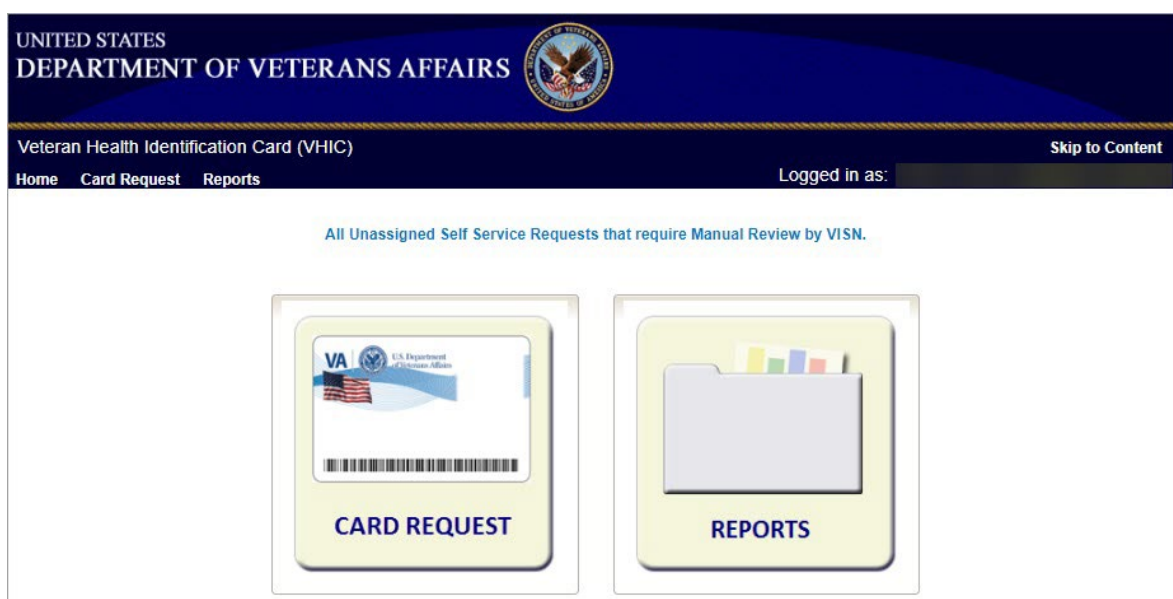 UNITED STATES
DEPARTMENT OF VETERANS AFFAIRS
Veteran Health Identification Card (VHIC)
Skip to Content
Home Card Request Reports
Logged in as:
All Unassigned Self Service Requests that require Manual Review by VISN.
VA
U.S. Department
of Veterans Affairs
CARD REQUEST
REPORTS